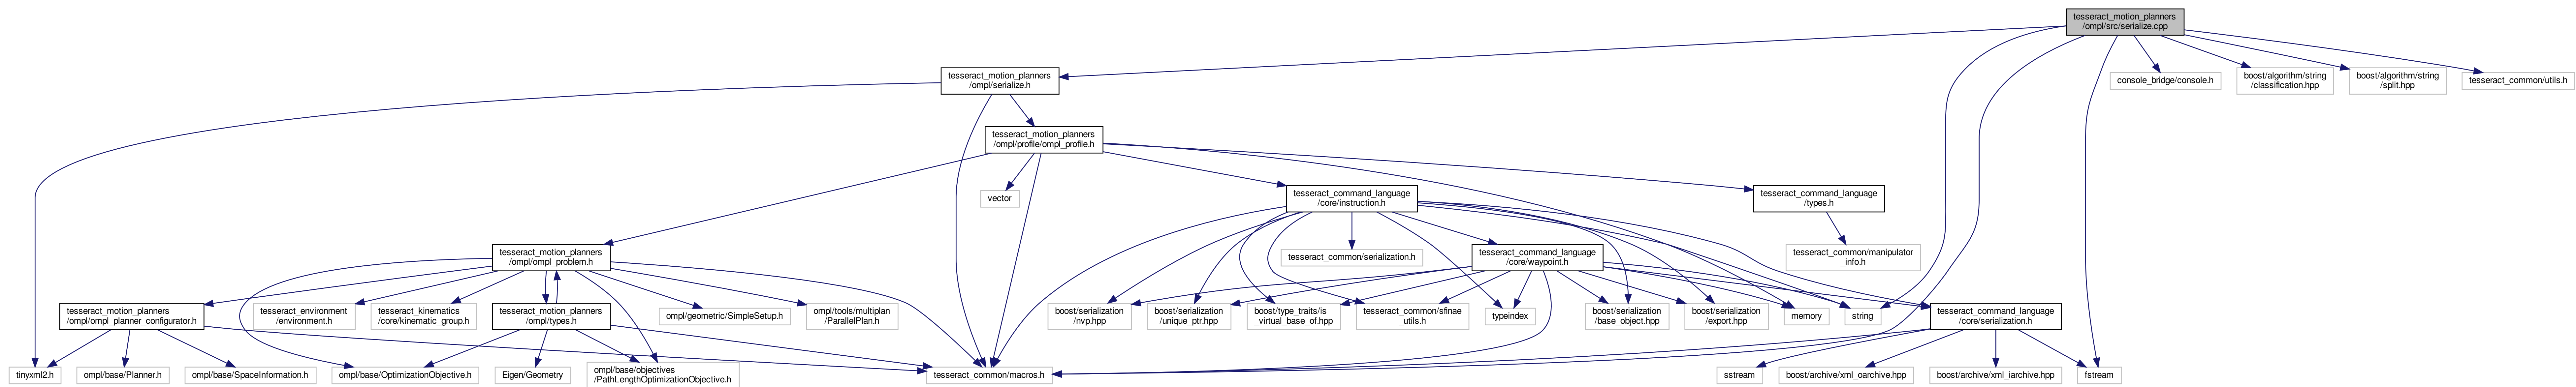 tesseract_motion_planners
/ompl/src/serialize.cpp
tesseract_motion_planners
/ompl/serialize.h
console_bridge/console.h
boost/algorithm/string
/classification.hpp
boost/algorithm/string
/split.hpp
tesseract_common/utils.h
tesseract_motion_planners
/ompl/profile/ompl_profile.h
vector
tesseract_command_language
/core/instruction.h
tesseract_command_language
/types.h
tesseract_motion_planners
/ompl/ompl_problem.h
tesseract_common/serialization.h
tesseract_command_language
/core/waypoint.h
tesseract_common/manipulator
_info.h
tesseract_motion_planners
/ompl/ompl_planner_configurator.h
tesseract_environment
/environment.h
tesseract_kinematics
/core/kinematic_group.h
tesseract_motion_planners
/ompl/types.h
ompl/geometric/SimpleSetup.h
ompl/tools/multiplan
/ParallelPlan.h
boost/serialization
/nvp.hpp
boost/serialization
/unique_ptr.hpp
boost/type_traits/is
_virtual_base_of.hpp
tesseract_common/sfinae
_utils.h
typeindex
boost/serialization
/base_object.hpp
boost/serialization
/export.hpp
memory
string
tesseract_command_language
/core/serialization.h
tinyxml2.h
ompl/base/Planner.h
ompl/base/SpaceInformation.h
ompl/base/OptimizationObjective.h
Eigen/Geometry
ompl/base/objectives
/PathLengthOptimizationObjective.h
tesseract_common/macros.h
sstream
boost/archive/xml_oarchive.hpp
boost/archive/xml_iarchive.hpp
fstream